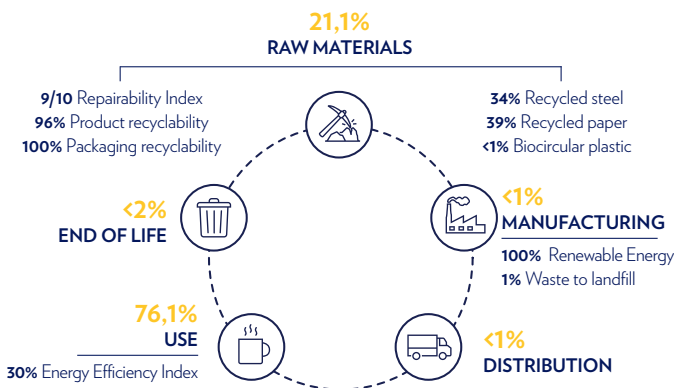 21,1%
RAW MATERIALS
9/10 Repairability Index
96% Product recyclability
100% Packaging recyclability
34% Recycled steel
39% Recycled paper
<1% Biocircular plastic
<2%
END OF LIFE
<1%
MANUFACTURING
100% Renewable Energy
1% Waste to landfill
76,1%
USE
30% Energy Efficiency Index
<1%
DISTRIBUTION